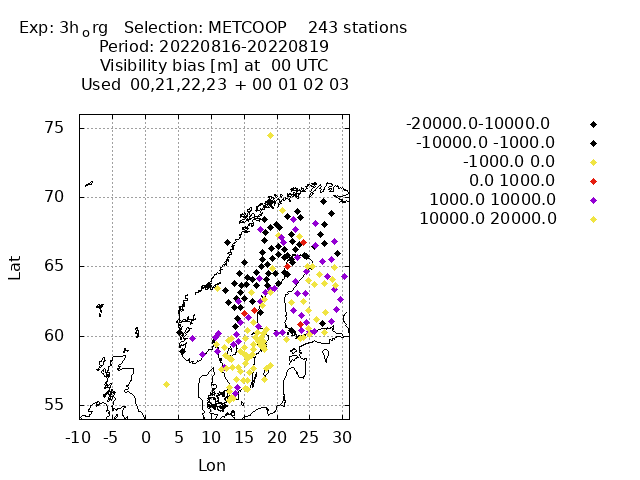 Exp: 3h_org Selection: METCOOP 243 stations
Period: 20220816-20220819
Visibility bias [m] at 00 UTC
Used 00,21,22,23 + 00 01 02 03
-20000.0-10000.0
-10000.0 -1000.0
-1000.0 0.0
0.0 1000.0
1000.0 10000.0
10000.0 20000.0
75
70
65
60
55
Lat
-10 -5 0 5 10 15 20 25 30
Lon